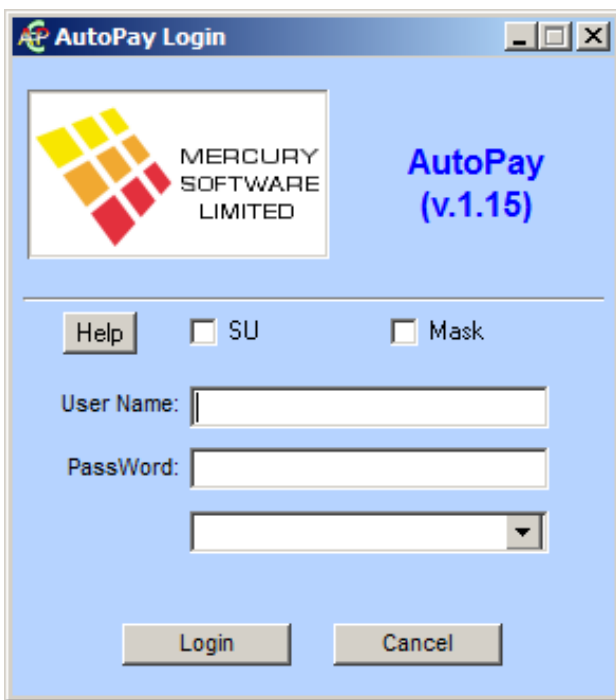 AutoPay Login
MERCURY
SOFTWARE
LIMITED
AutoPay
(v.1.15)
Help
SU
Mask
User Name:
PassWord:
Login
Cancel